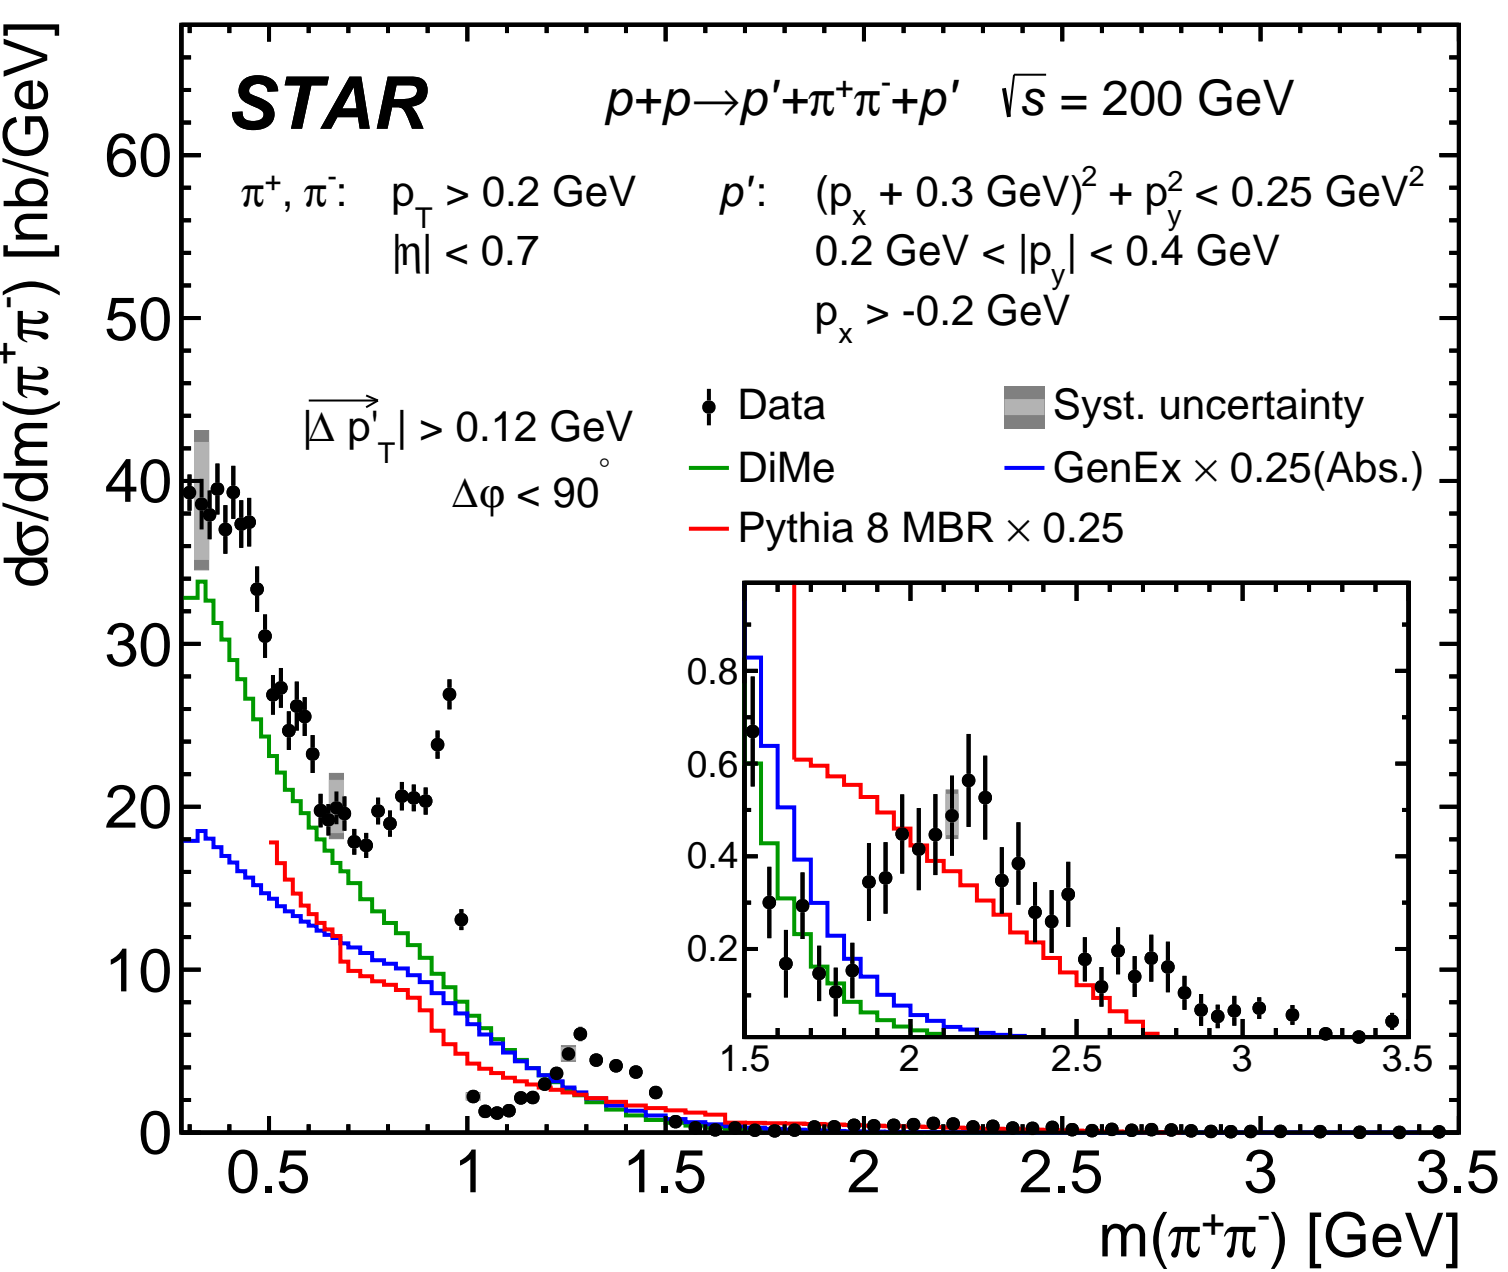 dσ/dm(π⁺π⁻) [nb/GeV]
STAR
p+p→p′+π⁺π⁻+p′ √s = 200 GeV
π⁺, π⁻: p_T > 0.2 GeV p′: (p_x + 0.3 GeV)² + p_y² < 0.25 GeV²
|η| < 0.7 0.2 GeV < |p_y| < 0.4 GeV
p_x > -0.2 GeV
|Δ p'_T| > 0.12 GeV
Δφ < 90°
Data Syst. uncertainty
DiMe GenEx × 0.25(Abs.)
Pythia 8 MBR × 0.25
60
50
40
30
20
10
0
0.8
0.6
0.4
0.2
1.5 2 2.5 3 3.5
0.5 1 1.5 2 2.5 3 3.5
m(π⁺π⁻) [GeV]